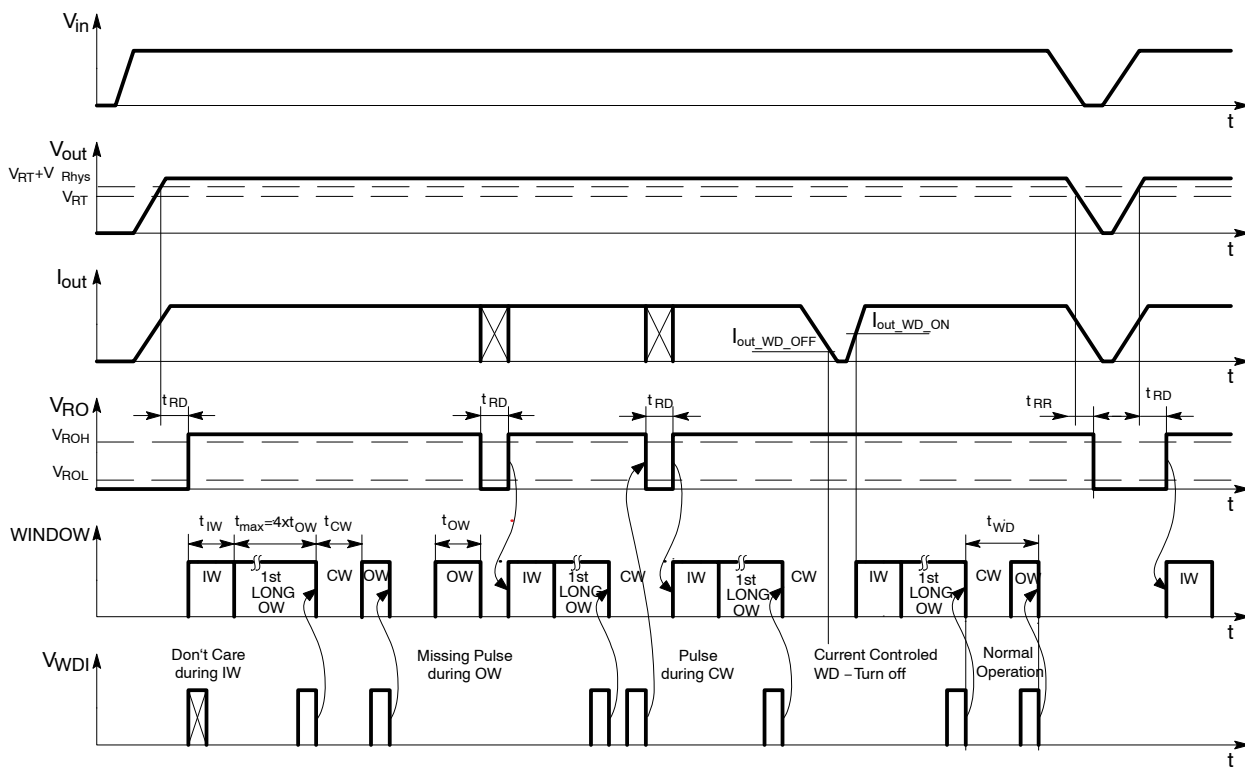 Vin
t
Vout
VRT+V Rhys
VRT
t
Iout
Iout_WD_OFF
Iout_WD_ON
t
VRO
tRD
tRD
tRD
tRR
tRD
VROH
VROL
t
WINDOW
tIW
tmax=4xtOW
tCW
tOW
tWD
IW
1st
LONG
OW
CW
OW
OW
IW
1st
LONG
OW
CW
IW
1st
LONG
OW
CW
IW
1st
LONG
OW
CW
OW
IW
t
VWDI
Don't Care
during IW
Missing Pulse
during OW
Pulse
during CW
Current Controled
WD – Turn off
Normal
Operation
t